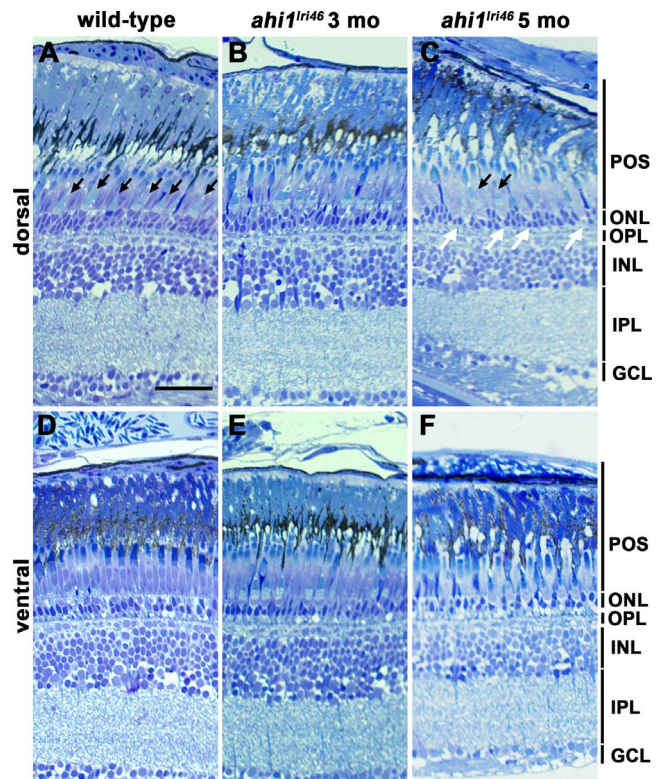 wild-type ahi1lri46 3 mo ahi1lri46 5 mo
A B C
dorsal
POS
ONL
OPL
INL
IPL
GCL
D E F
ventral
POS
ONL
OPL
INL
IPL
GCL